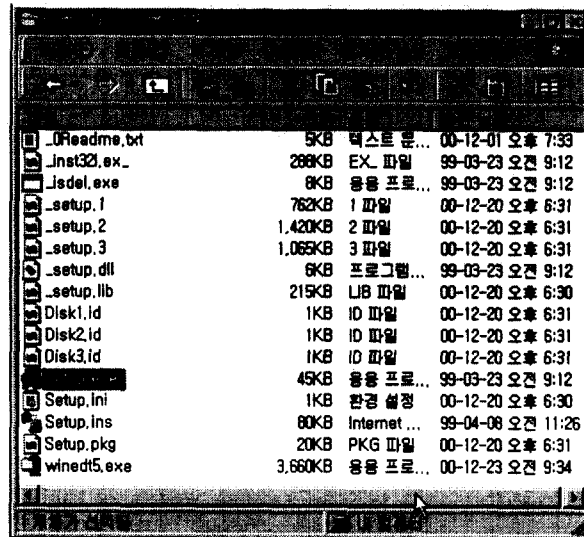 _0Readme.txt 5KB 텍스트 문... 00-12-01 오후 7:33
_inst32i.ex_ 288KB EX_ 파일 99-03-23 오전 9:12
_isdel.exe 8KB 응용 프로... 99-03-23 오전 9:12
_setup.1 762KB 1 파일 00-12-20 오후 6:31
_setup.2 1,420KB 2 파일 00-12-20 오후 6:31
_setup.3 1,065KB 3 파일 00-12-20 오후 6:31
_setup.dll 6KB 프로그램... 99-03-23 오전 9:12
_setup.lib 215KB LIB 파일 00-12-20 오후 6:30
Disk1.id 1KB ID 파일 00-12-20 오후 6:31
Disk2.id 1KB ID 파일 00-12-20 오후 6:31
Disk3.id 1KB ID 파일 00-12-20 오후 6:31
45KB 응용 프로... 99-03-23 오전 9:12
Setup.ini 1KB 환경 설정 00-12-20 오후 6:30
Setup.ins 80KB Internet ... 99-04-08 오전 11:26
Setup.pkg 20KB PKG 파일 00-12-20 오후 6:31
winedt5.exe 3,660KB 응용 프로... 00-12-23 오전 9:34